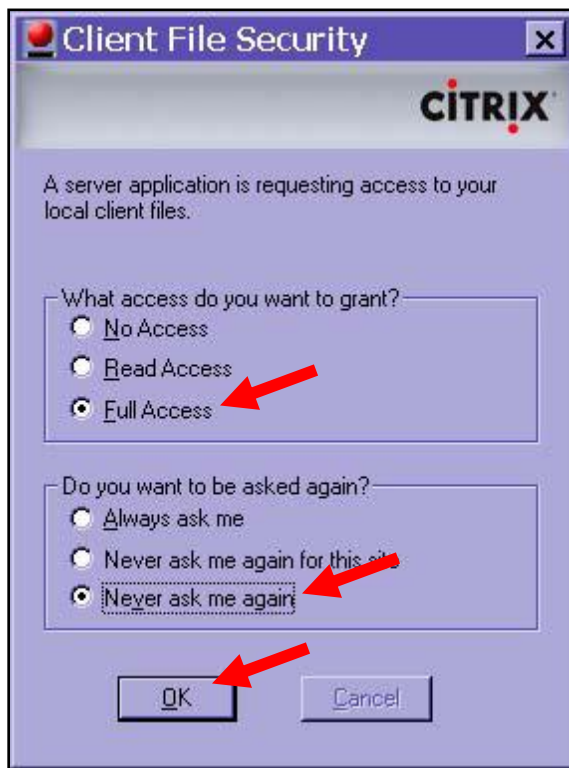 Client File Security
CİTRIX
A server application is requesting access to your
local client files.
What access do you want to grant?
No Access
Read Access
Full Access
Do you want to be asked again?
Always ask me
Never ask me again for this site
Never ask me again
OK
Cancel